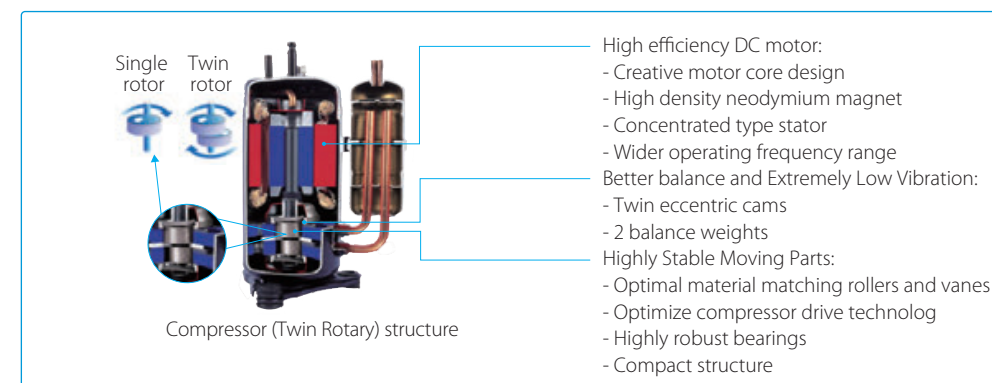 Single Twin
rotor rotor
High efficiency DC motor:
- Creative motor core design
- High density neodymium magnet
- Concentrated type stator
- Wider operating frequency range
Better balance and Extremely Low Vibration:
- Twin eccentric cams
- 2 balance weights
Highly Stable Moving Parts:
- Optimal material matching rollers and vanes
- Optimize compressor drive technolog
- Highly robust bearings
- Compact structure
Compressor (Twin Rotary) structure